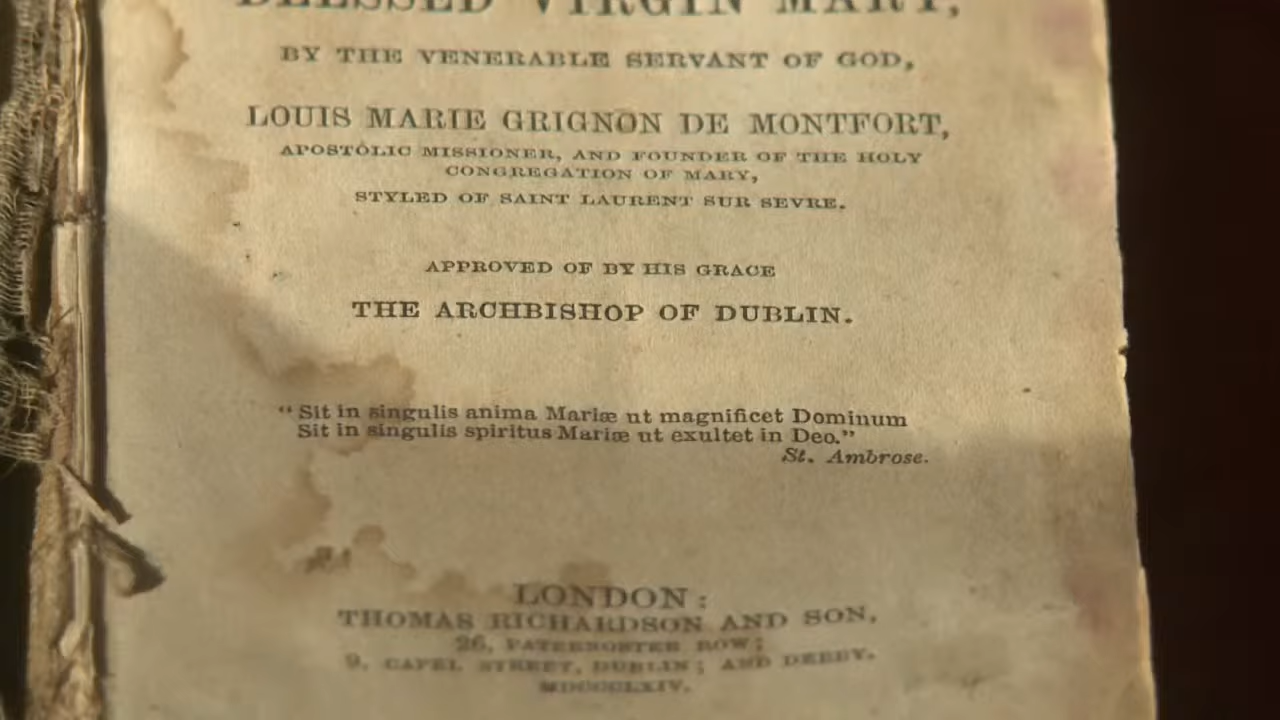 BLESSED VIRGIN MARY,
BY THE VENERABLE SERVANT OF GOD,
LOUIS MARIE GRIGNON DE MONTFORT,
APOSTOLIC MISSIONER, AND FOUNDER OF THE HOLY
CONGREGATION OF MARY,
STYLED OF SAINT LAURENT SUR SEVRE.
APPROVED OF BY HIS GRACE
THE ARCHBISHOP OF DUBLIN.
“Sit in singulis anima Mariæ ut magnificet Dominum
Sit in singulis spiritus Mariæ ut exultet in Deo.”
St. Ambrose.
LONDON:
THOMAS RICHARDSON AND SON,
26, PATERNOSTER ROW;
9, CAPEL STREET, DUBLIN; AND DERBY.
MDCCCLXIV.